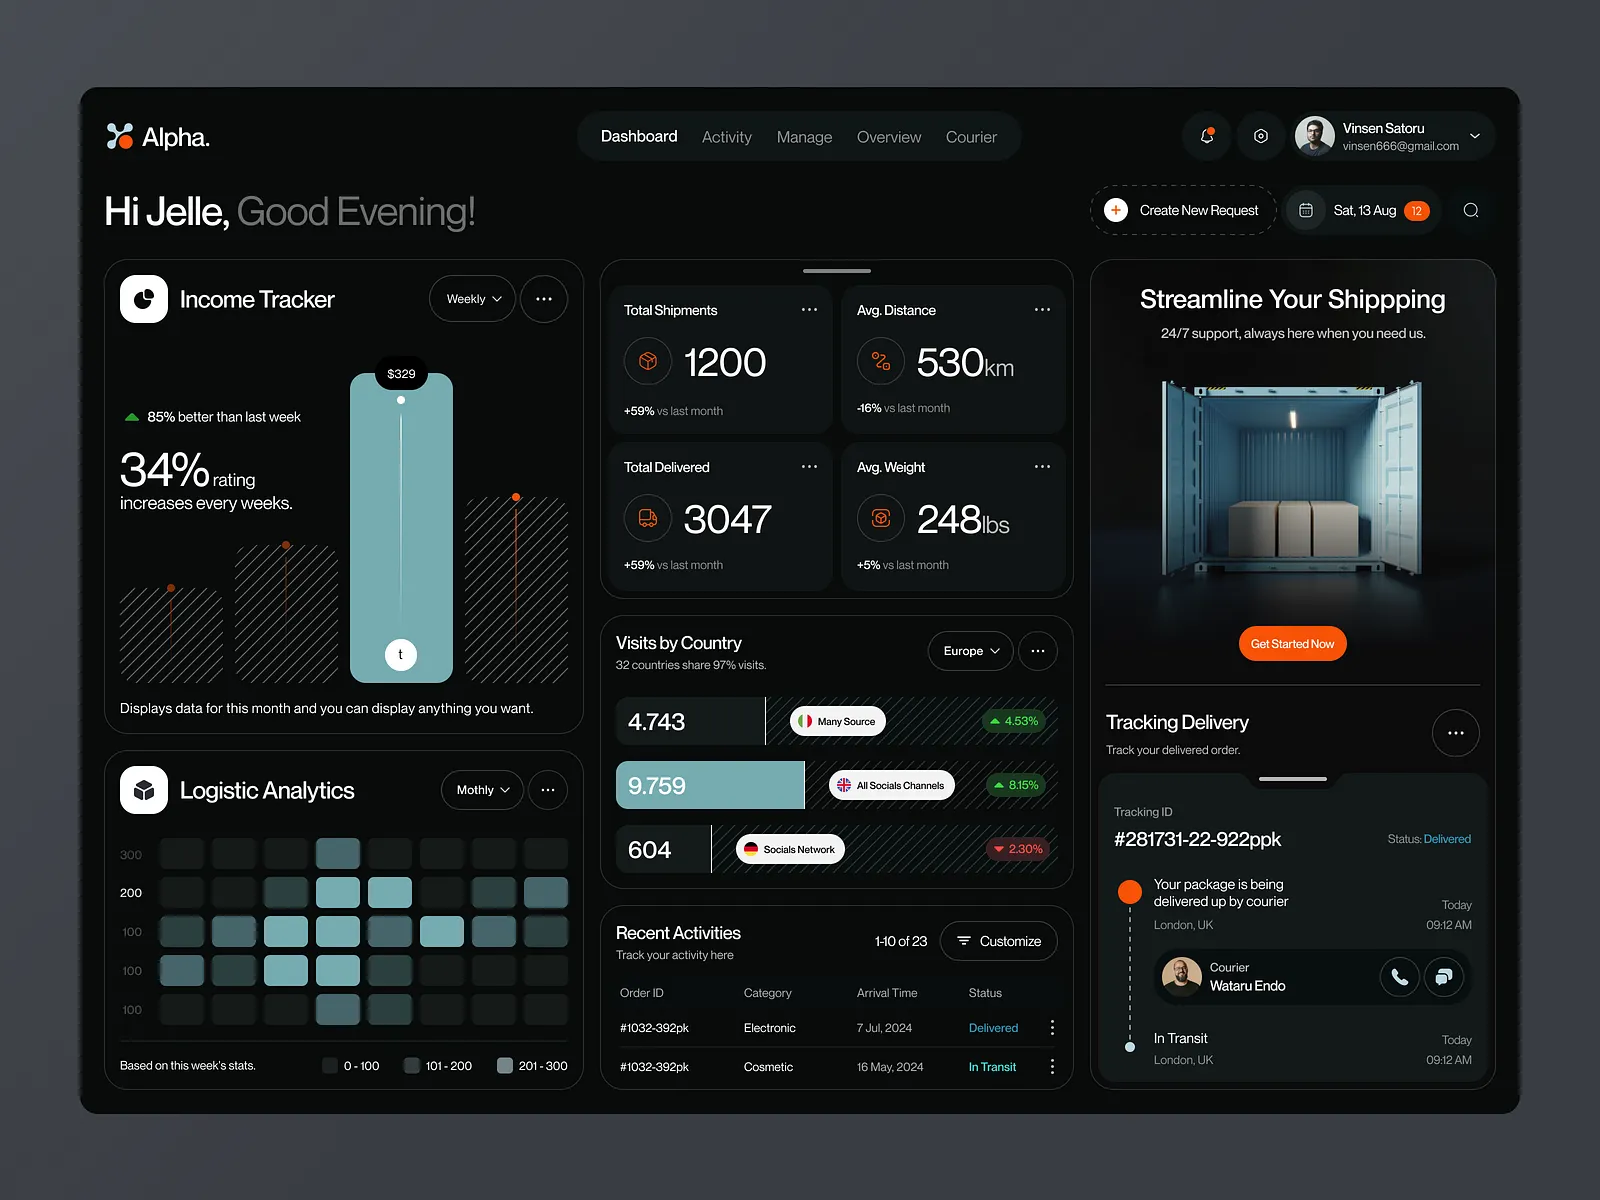 Alpha.
Dashboard
Activity
Manage
Overview
Courier
Vinsen Satoru
vinsen666@gmail.com
Hi Jelle, Good Evening!
Create New Request
Sat, 13 Aug
12
Income Tracker
Weekly
$329
85% better than last week
34% rating
increases every weeks.
t
Displays data for this month and you can display anything you want.
Logistic Analytics
Mothly
300
200
100
100
100
Based on this week's stats.
0 - 100
101 - 200
201 - 300
Total Shipments
1200
+59% vs last month
Avg. Distance
530km
-16% vs last month
Total Delivered
3047
+59% vs last month
Avg. Weight
248lbs
+5% vs last month
Visits by Country
32 countries share 97% visits.
Europe
4.743
Many Source
4.53%
9.759
All Socials Channels
8.15%
604
Socials Network
2.30%
Recent Activities
Track your activity here
1-10 of 23
Customize
Order ID
Category
Arrival Time
Status
#1032-392pk
Electronic
7 Jul, 2024
Delivered
#1032-392pk
Cosmetic
16 May, 2024
In Transit
Streamline Your Shippping
24/7 support, always here when you need us.
Get Started Now
Tracking Delivery
Track your delivered order.
Tracking ID
#281731-22-922ppk
Status: Delivered
Your package is being
delivered up by courier
London, UK
Today
09:12 AM
Courier
Wataru Endo
In Transit
London, UK
Today
09:12 AM